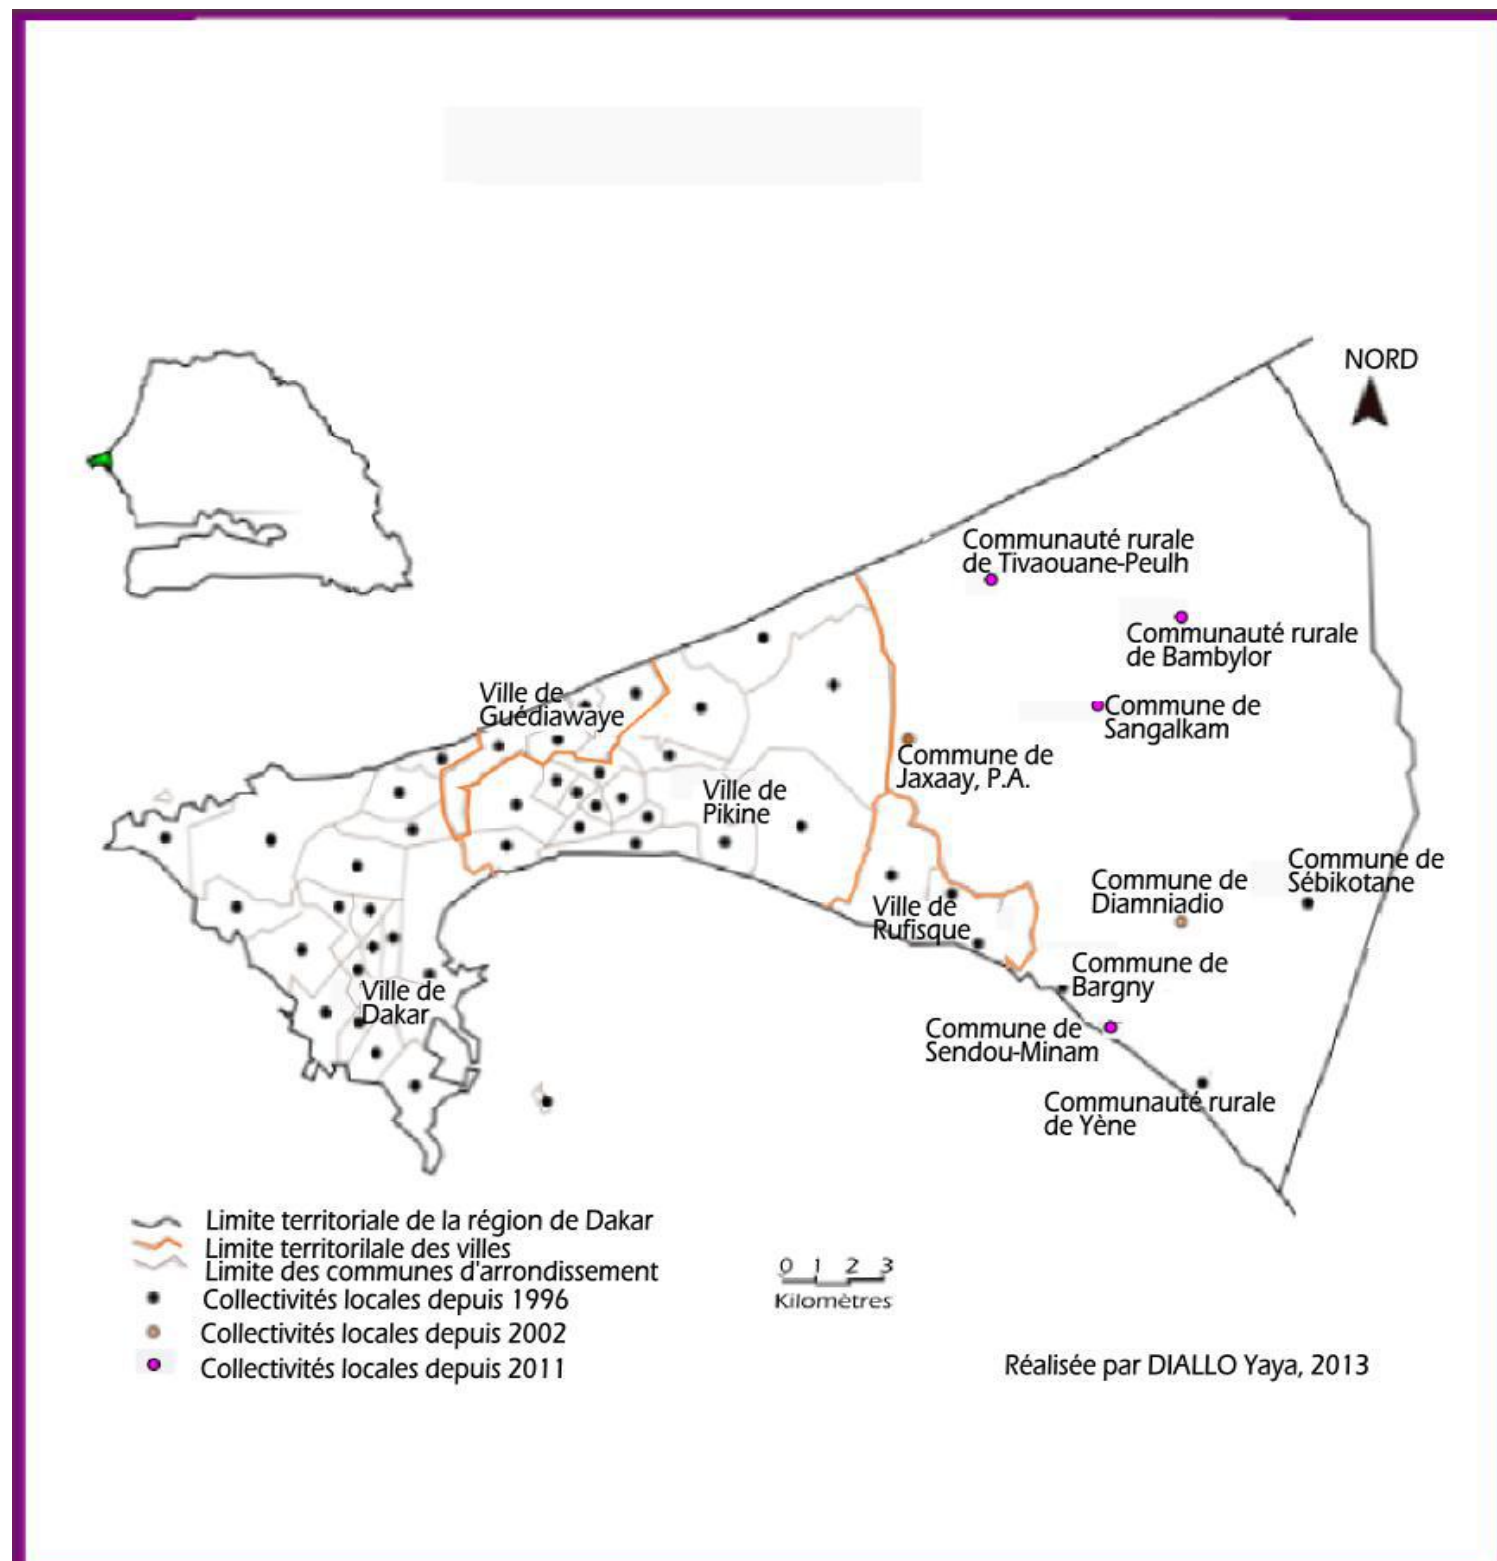 NORD
Communauté rurale
de Tivaouane-Peulh
Communauté rurale
de Bambylor
Ville de
Guédiawaye
Commune de
Sangalkam
Commune de
Jaxaay, P.A.
Ville de
Pikine
Commune de
Sébikotane
Commune de
Diamniadio
Ville de
Rufisque
Commune de
Bargny
Ville de
Dakar
Commune de
Sendou-Minam
Communauté rurale
de Yène
Limite territoriale de la région de Dakar
Limite territorilale des villes
Limite des communes d'arrondissement
Collectivités locales depuis 1996
Collectivités locales depuis 2002
Collectivités locales depuis 2011
0 1 2 3
Kilomètres
Réalisée par DIALLO Yaya, 2013